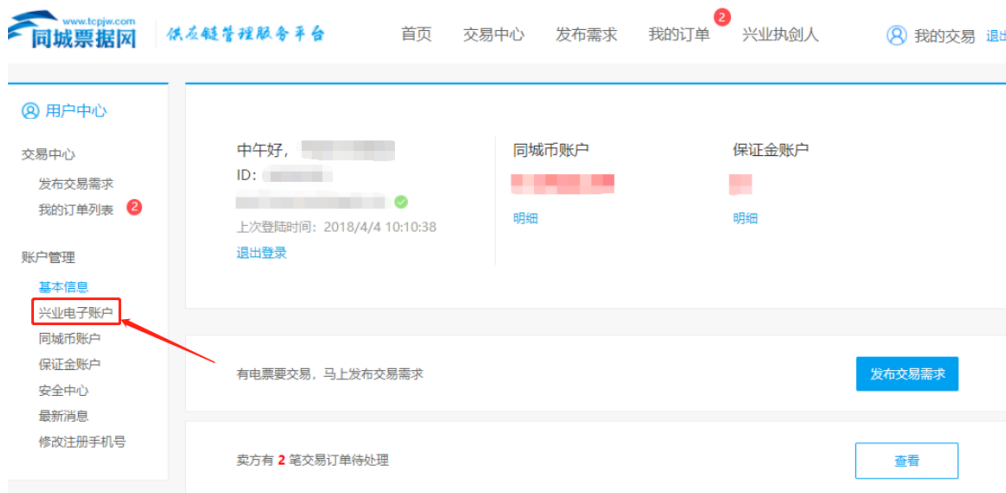 www.tcpjw.com
同城票据网 供应链管理服务平台 首页 交易中心 发布需求 我的订单 2 兴业执剑人 我的交易
用户中心
交易中心
发布交易需求
我的订单列表 2
账户管理
基本信息
兴业电子账户
同城币账户
保证金账户
安全中心
最新消息
修改注册手机号
中午好，
ID:
上次登陆时间：2018/4/4 10:10:38
退出登录
同城币账户
明细
保证金账户
明细
有电票要交易，马上发布交易需求
发布交易需求
卖方有 2 笔交易订单待处理
查看